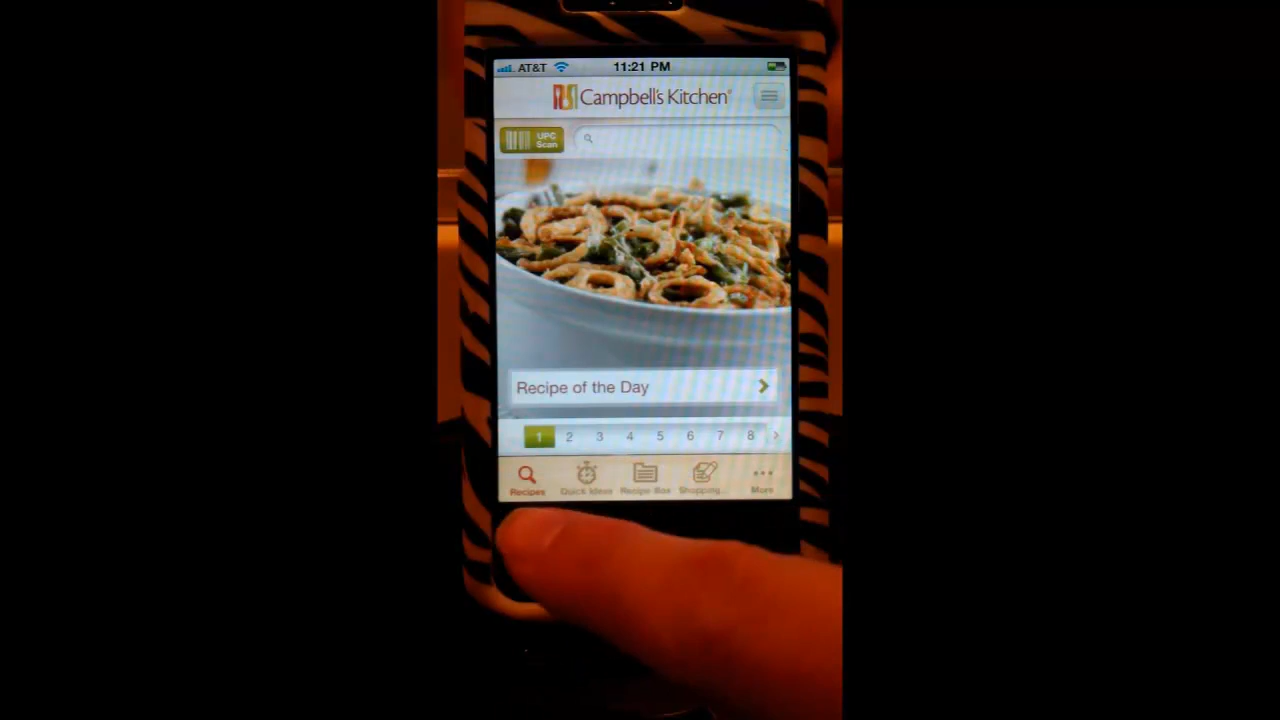 AT&T 11:21 PM
Campbell's Kitchen®
UPC
Scan
Recipe of the Day
1 2 3 4 5 6 7 8
Recipes Quick Ideas Recipe Box Shopping... More